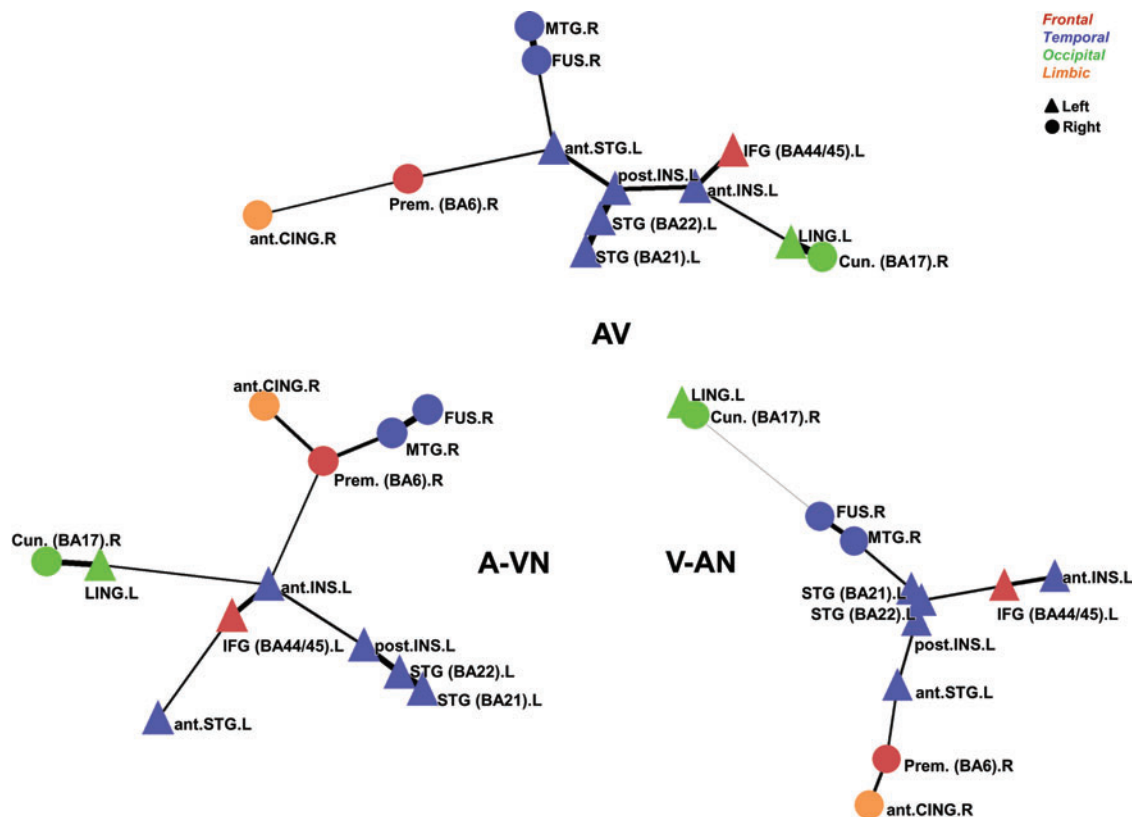 MTG.R
FUS.R
Frontal
Temporal
Occipital
Limbic
Left
Right
ant.STG.L
IFG (BA44/45).L
post.INS.L
ant.INS.L
Prem. (BA6).R
ant.CING.R
STG (BA22).L
STG (BA21).L
LING.L
Cun. (BA17).R
AV
ant.CING.R
FUS.R
MTG.R
Prem. (BA6).R
Cun. (BA17).R
LING.L
ant.INS.L
A-VN
IFG (BA44/45).L
post.INS.L
STG (BA22).L
STG (BA21).L
ant.STG.L
LING.L
Cun. (BA17).R
FUS.R
MTG.R
V-AN
STG (BA21).L
STG (BA22).L
ant.INS.L
IFG (BA44/45).L
post.INS.L
ant.STG.L
Prem. (BA6).R
ant.CING.R